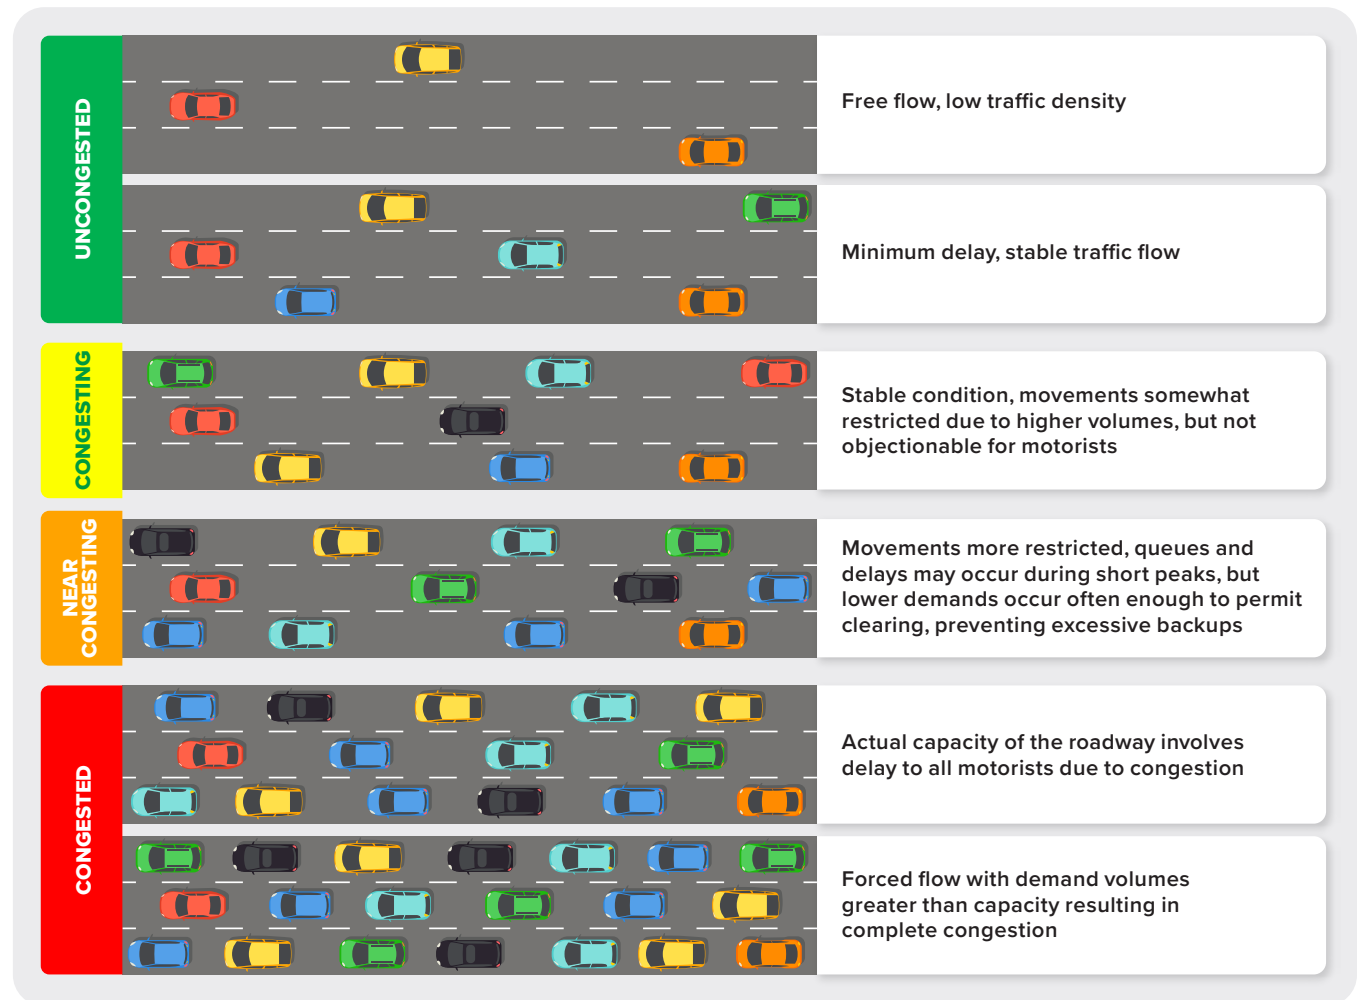 UNCONGESTED
Free flow, low traffic density
Minimum delay, stable traffic flow
CONGESTING
Stable condition, movements somewhat
restricted due to higher volumes, but not
objectionable for motorists
NEAR
CONGESTING
Movements more restricted, queues and
delays may occur during short peaks, but
lower demands occur often enough to permit
clearing, preventing excessive backups
CONGESTED
Actual capacity of the roadway involves
delay to all motorists due to congestion
Forced flow with demand volumes
greater than capacity resulting in
complete congestion